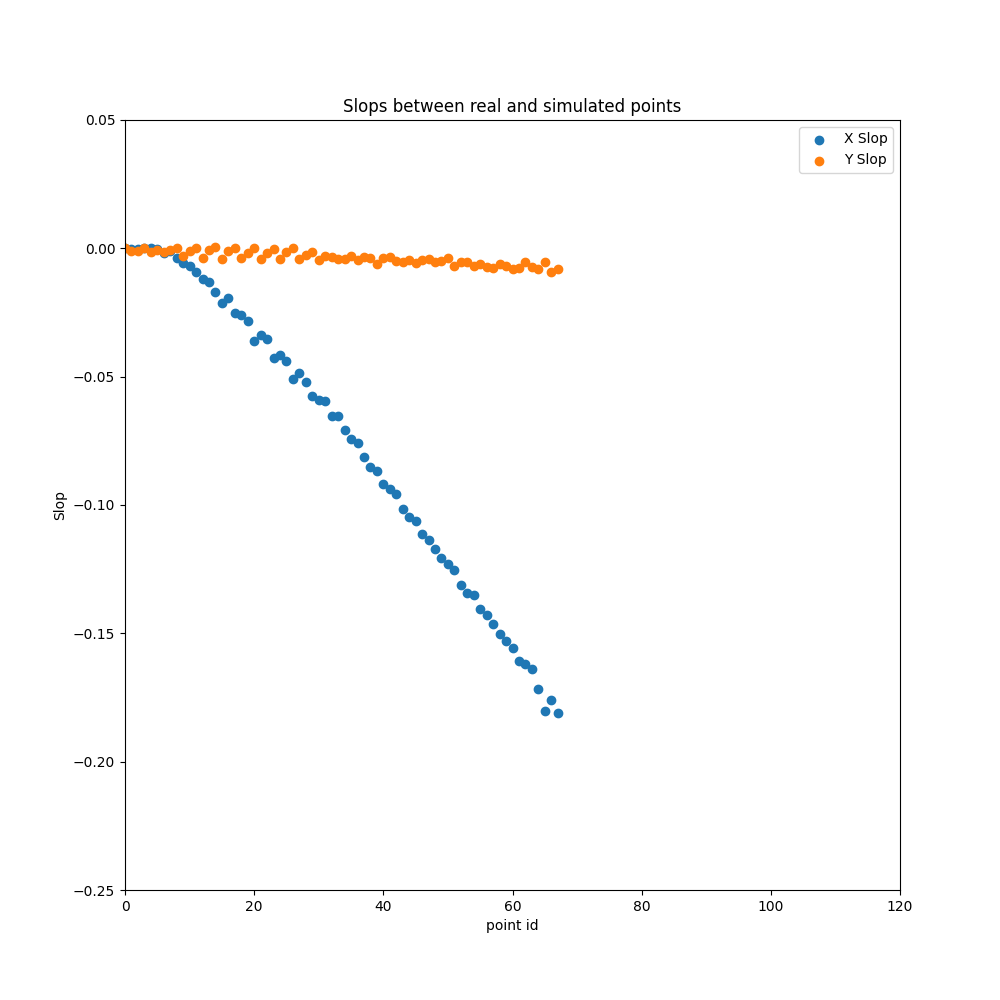 Slops between real and simulated points
X Slop
Y Slop
0.05
0.00
−0.05
−0.10
−0.15
−0.20
−0.25
Slop
0 20 40 60 80 100 120
point id